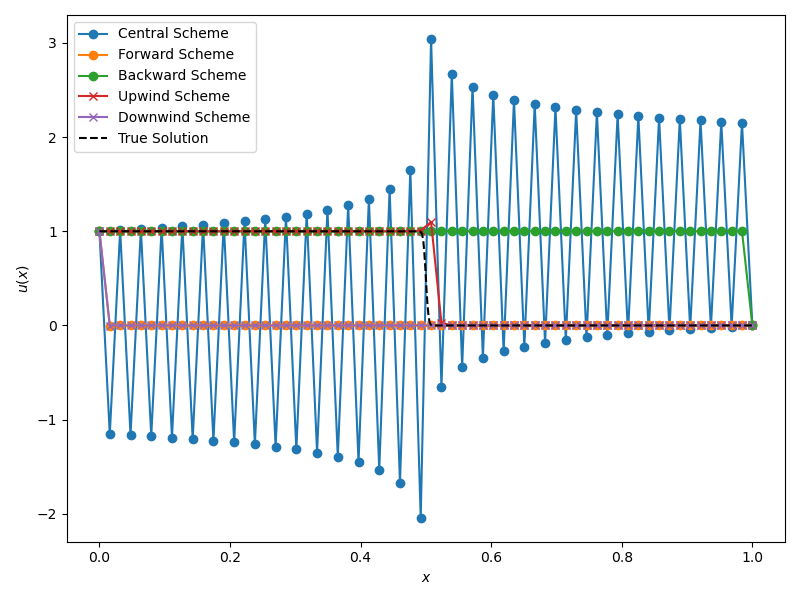 Central Scheme
Forward Scheme
Backward Scheme
Upwind Scheme
Downwind Scheme
True Solution
3
2
1
0
−1
−2
u(x)
0.0
0.2
0.4
0.6
0.8
1.0
x